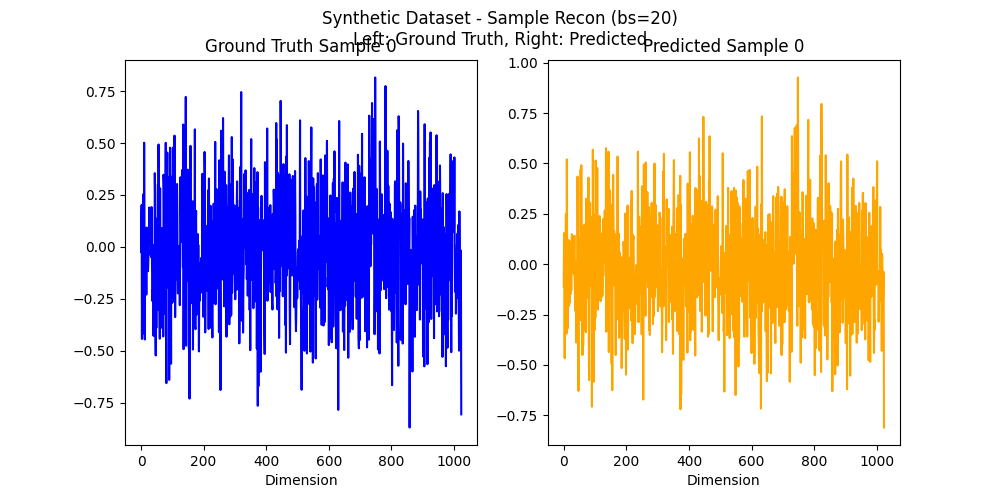 Synthetic Dataset - Sample Recon (bs=20)
Left: Ground Truth, Right: Predicted
Ground Truth Sample 0
Predicted Sample 0
0.75
0.50
0.25
0.00
−0.25
−0.50
−0.75
0 200 400 600 800 1000
Dimension
1.00
0.75
0.50
0.25
0.00
−0.25
−0.50
−0.75
0 200 400 600 800 1000
Dimension